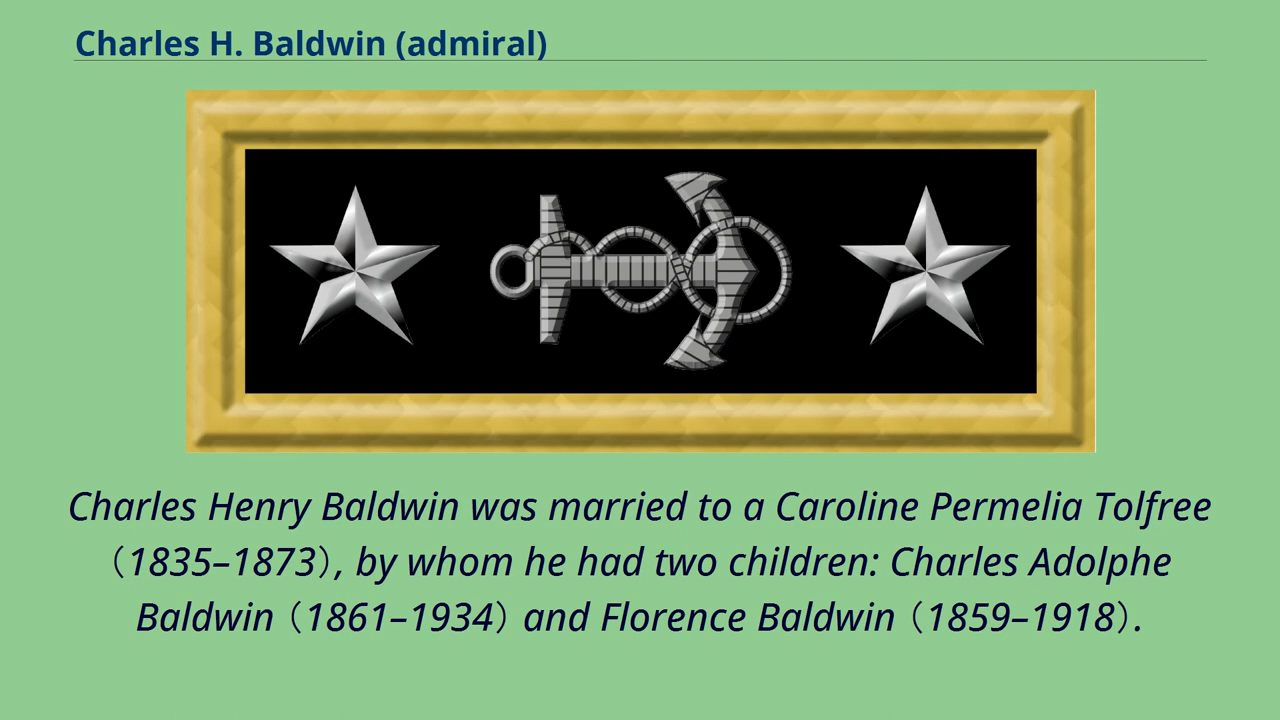 Charles H. Baldwin (admiral)
Charles Henry Baldwin was married to a Caroline Permelia Tolfree
（1835–1873）, by whom he had two children: Charles Adolphe
Baldwin（1861–1934）and Florence Baldwin（1859–1918）.